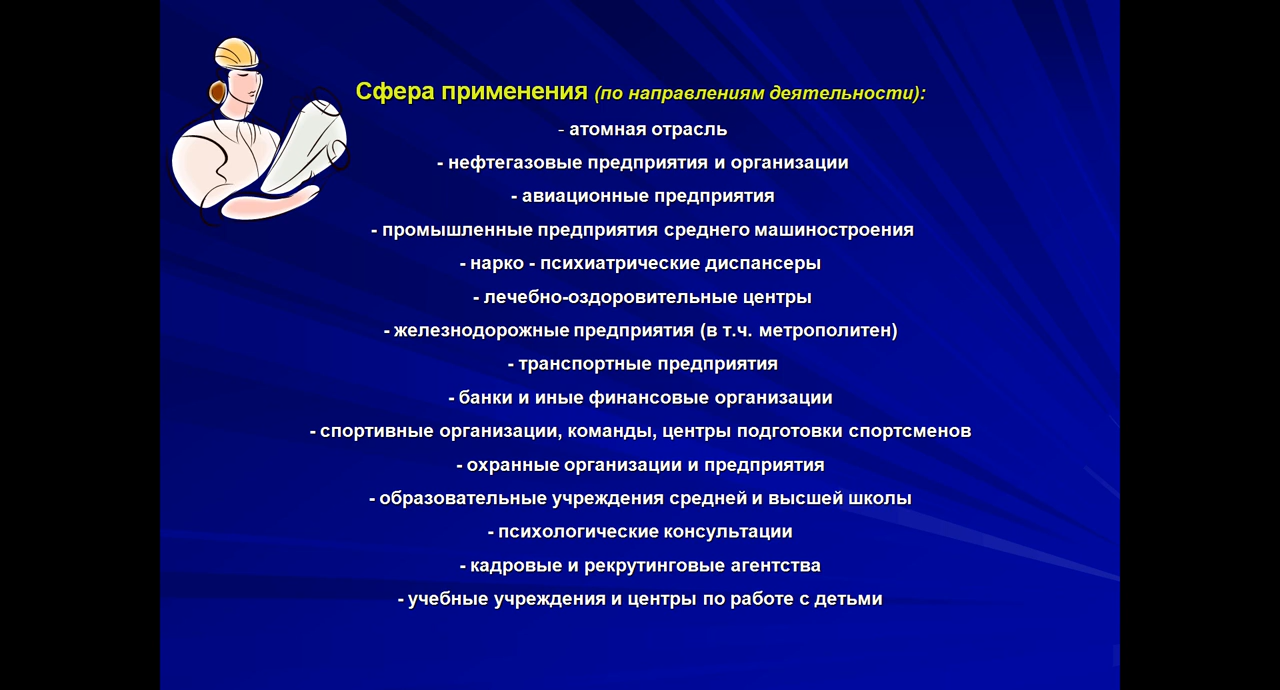 Сфера применения (по направлениям деятельности):
- атомная отрасль
- нефтегазовые предприятия и организации
- авиационные предприятия
- промышленные предприятия среднего машиностроения
- нарко - психиатрические диспансеры
- лечебно-оздоровительные центры
- железнодорожные предприятия (в т.ч. метрополитен)
- транспортные предприятия
- банки и иные финансовые организации
- спортивные организации, команды, центры подготовки спортсменов
- охранные организации и предприятия
- образовательные учреждения средней и высшей школы
- психологические консультации
- кадровые и рекрутинговые агентства
- учебные учреждения и центры по работе с детьми